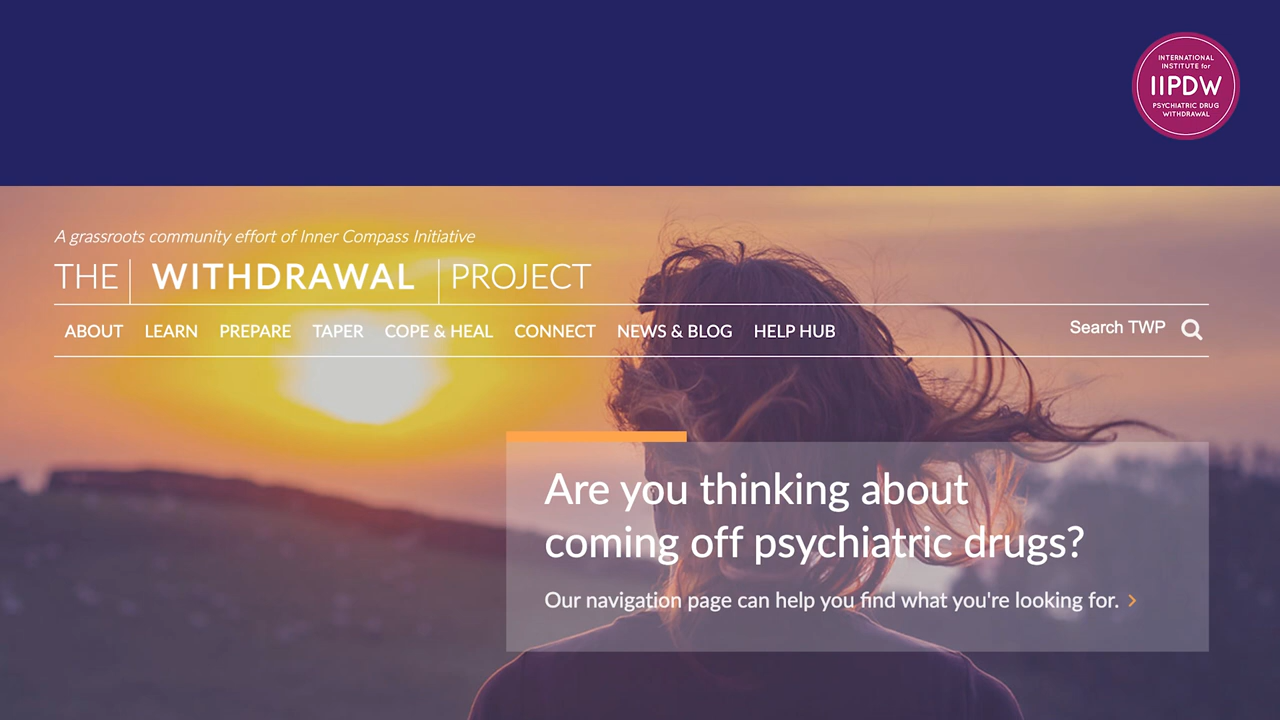 INTERNATIONAL
INSTITUTE for
IIPDW
PSYCHIATRIC DRUG
WITHDRAWAL
A grassroots community effort of Inner Compass Initiative
THE WITHDRAWAL PROJECT
ABOUT LEARN PREPARE TAPER COPE & HEAL CONNECT NEWS & BLOG HELP HUB Search TWP
Are you thinking about
coming off psychiatric drugs?
Our navigation page can help you find what you're looking for.